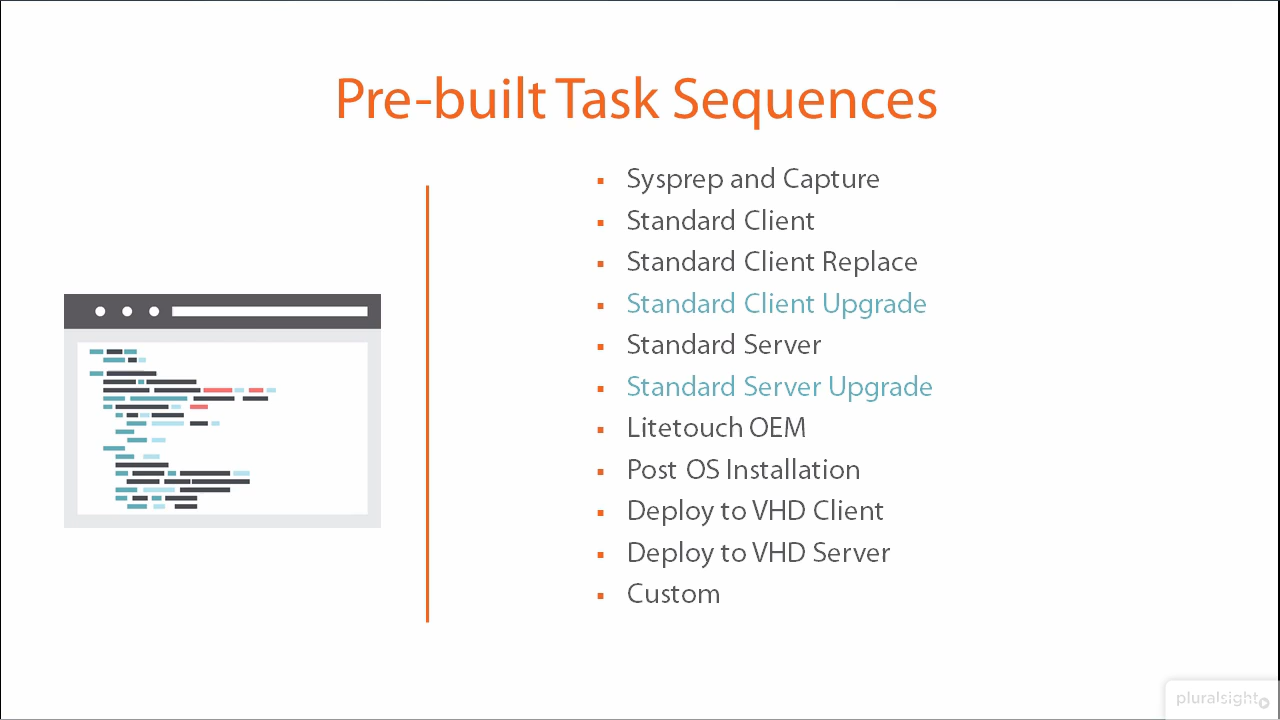 Pre-built Task Sequences
Sysprep and Capture
Standard Client
Standard Client Replace
Standard Client Upgrade
Standard Server
Standard Server Upgrade
Litetouch OEM
Post OS Installation
Deploy to VHD Client
Deploy to VHD Server
Custom
pluralsight